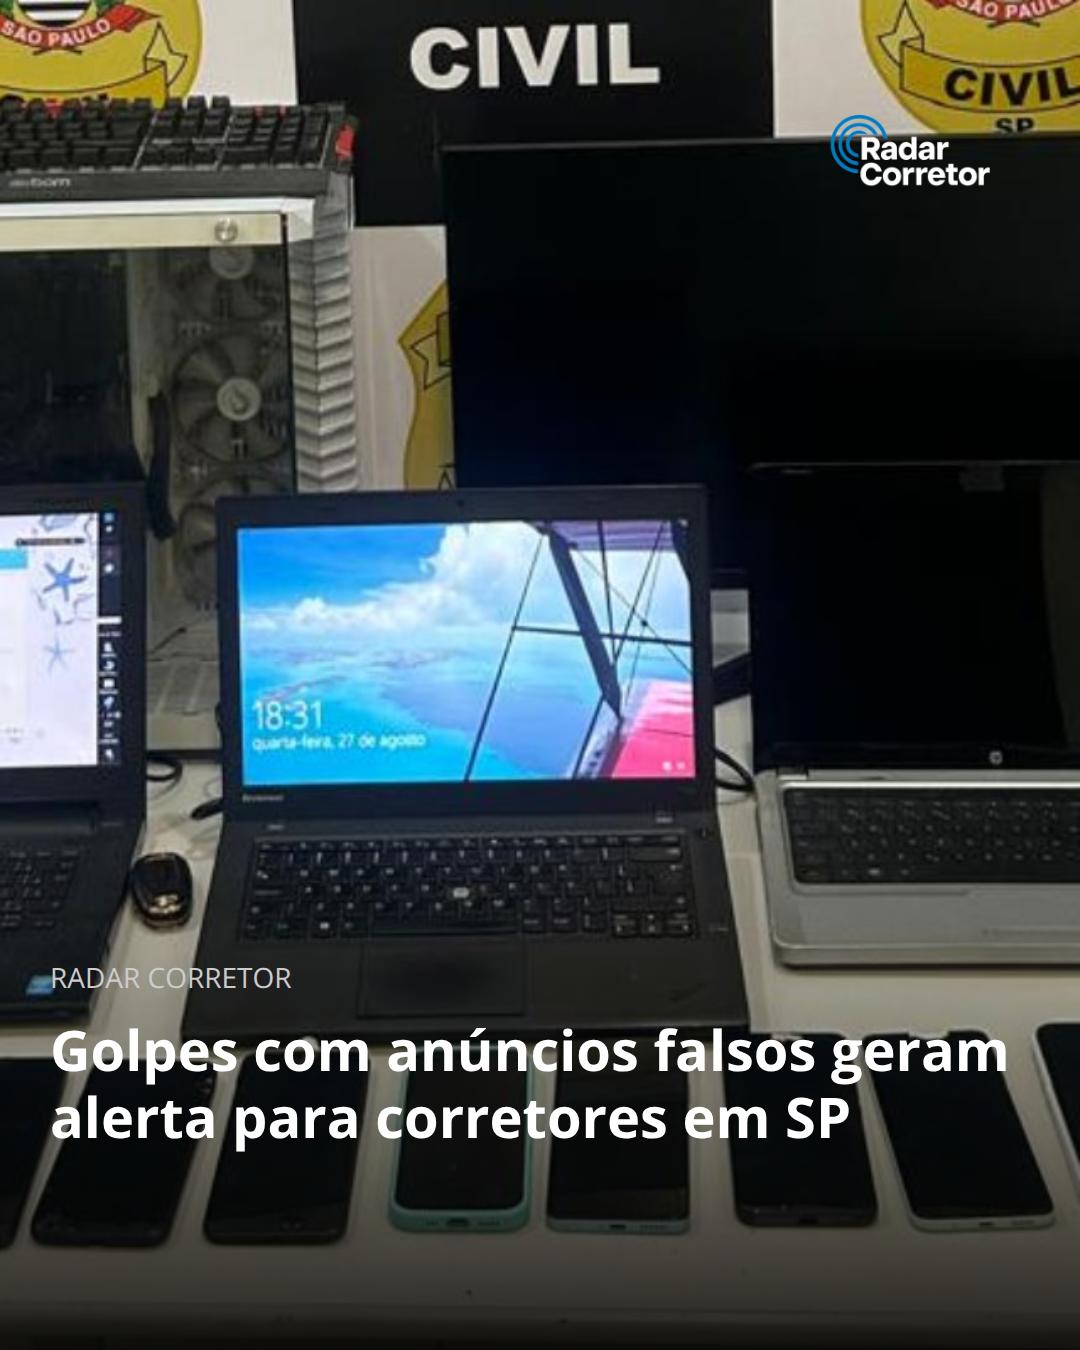 SÃO PAULO
CIVIL
SÃO PAULO
CIVIL
SP
Radar
Corretor
18:31
quarta-feira, 27 de agosto
Lenovo
hp
RADAR CORRETOR
Golpes com anúncios falsos geram
alerta para corretores em SP